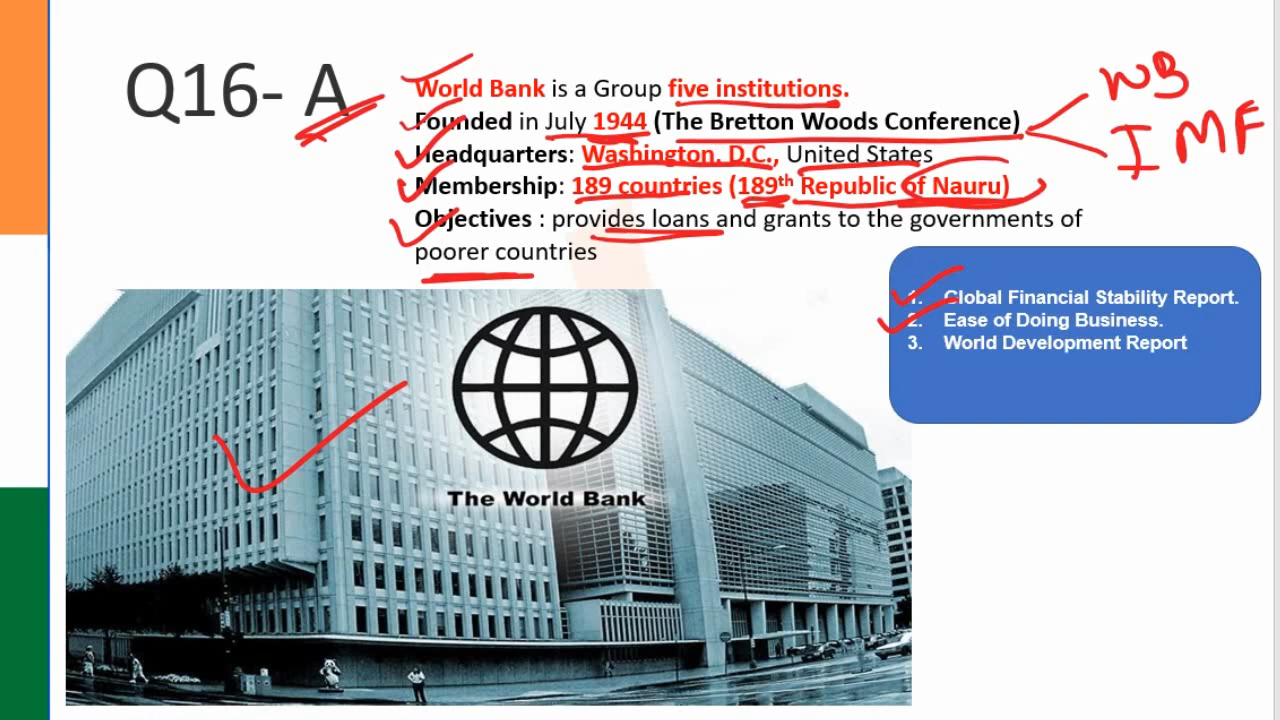 Q16- A
World Bank is a Group five institutions.
Founded in July 1944 (The Bretton Woods Conference)
Headquarters: Washington, D.C., United States
Membership: 189 countries (189th Republic of Nauru)
Objectives : provides loans and grants to the governments of
poorer countries
WB
IMF
1. Global Financial Stability Report.
2. Ease of Doing Business.
3. World Development Report
The World Bank